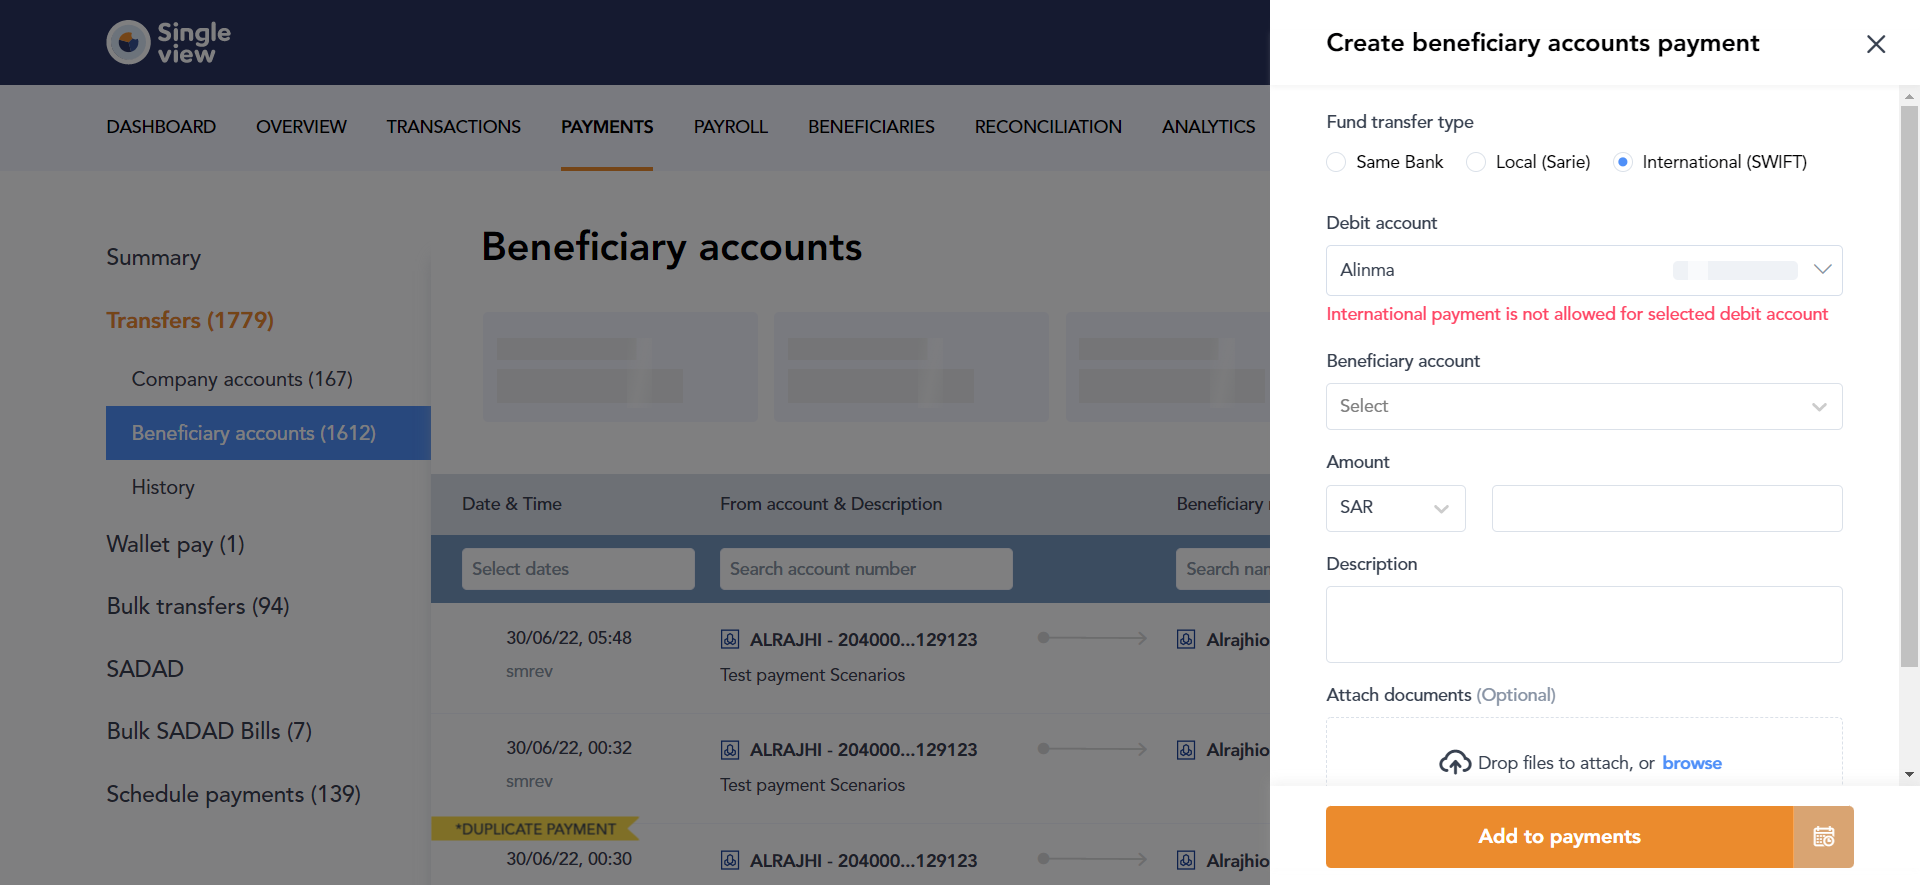 Single
view
DASHBOARD OVERVIEW TRANSACTIONS PAYMENTS PAYROLL BENEFICIARIES RECONCILIATION ANALYTICS
Summary
Transfers (1779)
Company accounts (167)
Beneficiary accounts (1612)
History
Wallet pay (1)
Bulk transfers (94)
SADAD
Bulk SADAD Bills (7)
Schedule payments (139)
Beneficiary accounts
Date & Time From account & Description Beneficiary
Select dates Search account number Search
30/06/22, 05:48 ALRAJHI - 204000...129123 Alrajhio
smrev Test payment Scenarios
30/06/22, 00:32 ALRAJHI - 204000...129123 Alrajhio
smrev Test payment Scenarios
*DUPLICATE PAYMENT
30/06/22, 00:30 ALRAJHI - 204000...129123 Alrajhio
Create beneficiary accounts payment
Fund transfer type
Same Bank Local (Sarie) International (SWIFT)
Debit account
Alinma
International payment is not allowed for selected debit account
Beneficiary account
Select
Amount
SAR
Description
Attach documents (Optional)
Drop files to attach, or browse
Add to payments